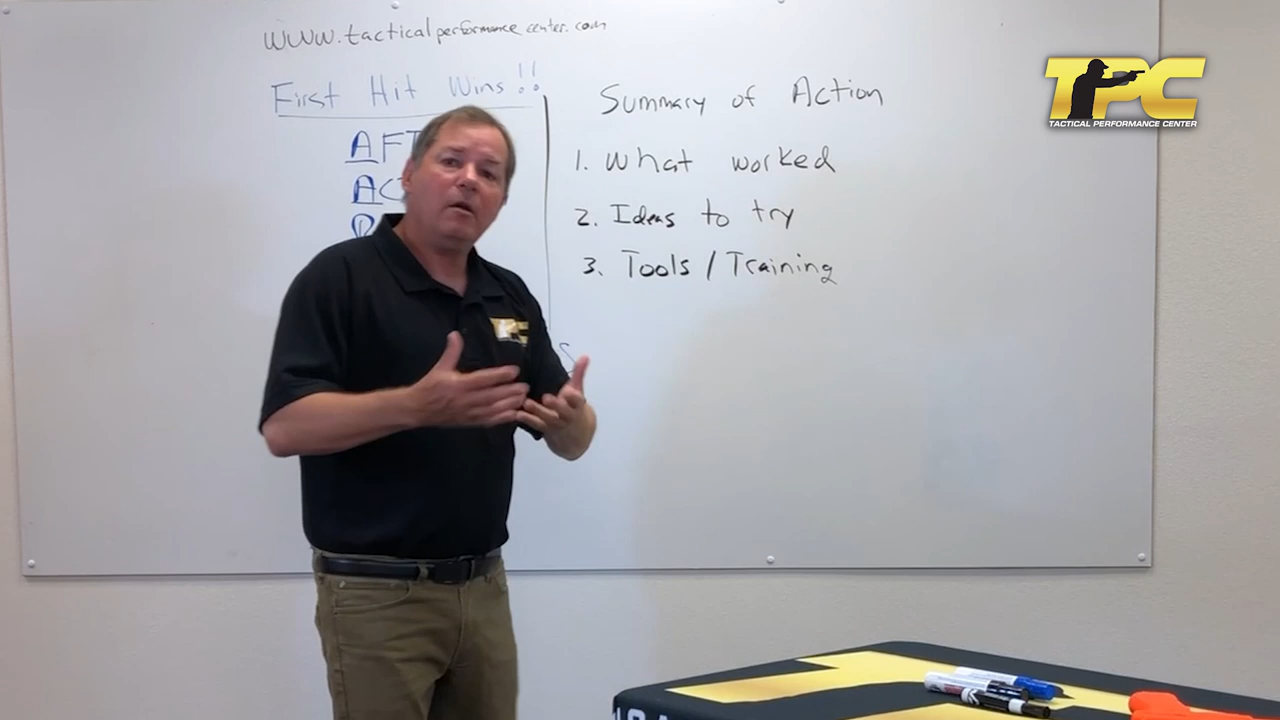 www.tacticalperformancecenter.com
First Hit Wins!!
Summary of Action
1. What worked
2. Ideas to try
3. Tools / Training
TPC
TACTICAL PERFORMANCE CENTER
TPC